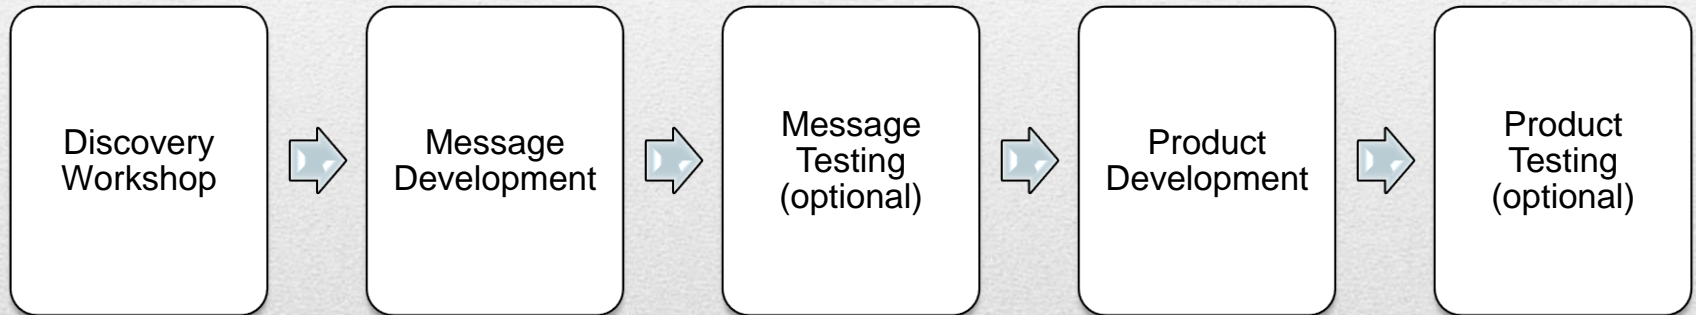 Discovery
Workshop
Message
Development
Message
Testing
(optional)
Product
Development
Product
Testing
(optional)